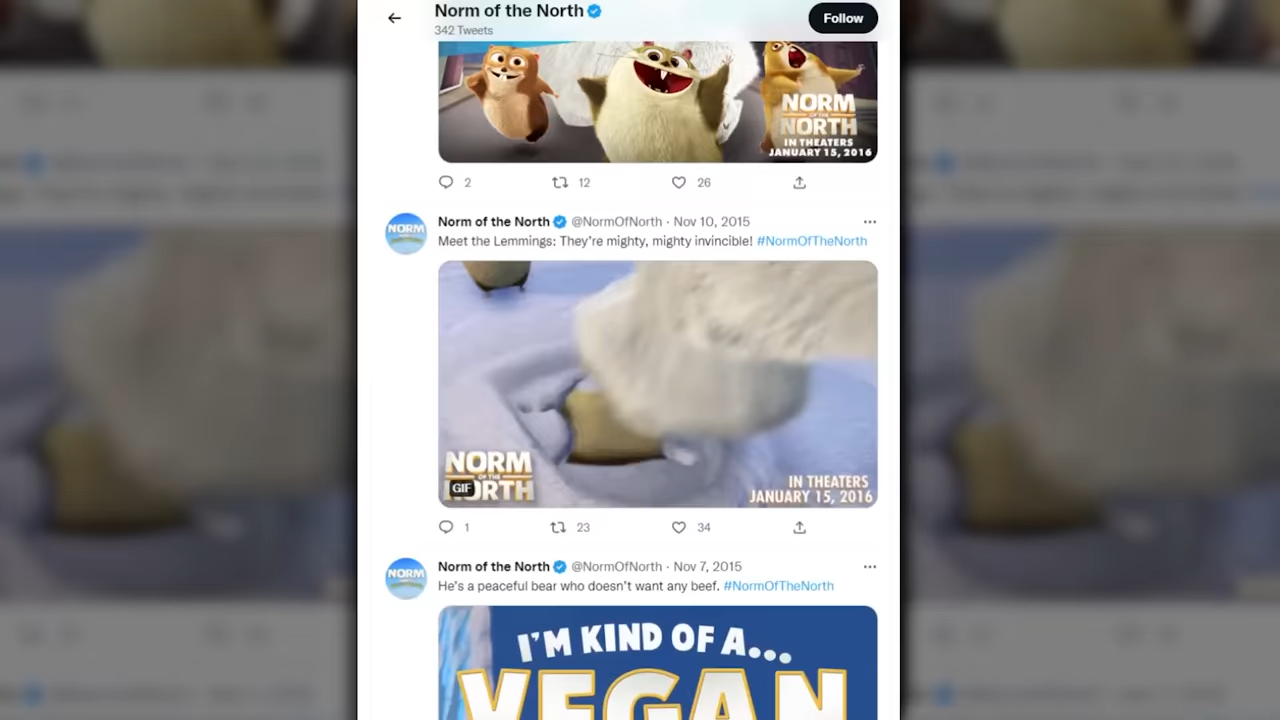 Norm of the North
342 Tweets
Follow
NORM
OF THE
NORTH
IN THEATERS
JANUARY 15, 2016
2
12
26
Norm of the North @NormOfNorth · Nov 10, 2015
NORM
Meet the Lemmings: They're mighty, mighty invincible! #NormOfTheNorth
NORM
OF THE
NORTH
GIF
IN THEATERS
JANUARY 15, 2016
1
23
34
Norm of the North @NormOfNorth · Nov 7, 2015
NORM
He's a peaceful bear who doesn't want any beef. #NormOfTheNorth
I'M KIND OF A...
VEGAN